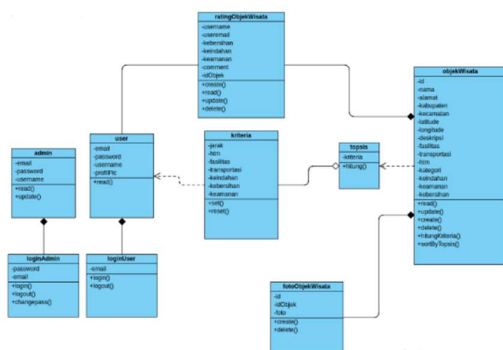 ratingObjekWisata
-username
-useremail
-kebersihan
-keindahan
-keamanan
-comment
-idObjek
+create()
+read()
+update()
+delete()
objekWisata
-id
-nama
-alamat
-kabupaten
-kecamatan
-latitude
-longitude
-deskripsi
-fasilitas
-transportasi
-htm
-kategori
-keindahan
-keamanan
-kebersihan
+read()
+update()
+create()
+delete()
+hitungKriteria()
+sortByTopsis()
user
-email
-password
-username
-profilPic
+read()
kriteria
-jarak
-htm
-fasilitas
-transportasi
-keindahan
-kebersihan
-keamanan
+set()
+reset()
topsis
-kriteria
+hitung()
admin
-email
-password
-username
+read()
+update()
loginAdmin
-password
-email
+login()
+logout()
+changepass()
loginUser
-email
+login()
+logout()
fotoObjekWisata
-id
-idObjek
-foto
+create()
+delete()